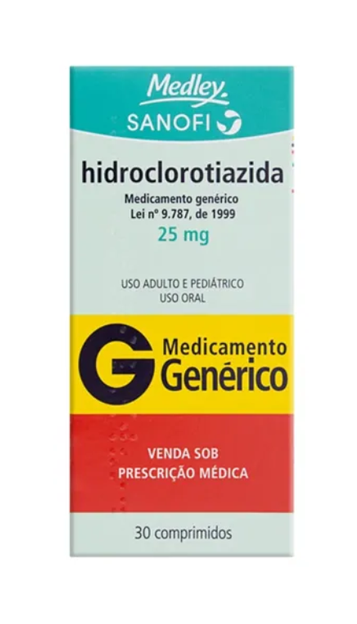 Medley.
SANOFI
hidroclorotiazida
Medicamento genérico
Lei nº 9.787, de 1999
25 mg
USO ADULTO E PEDIÁTRICO
USO ORAL
G Medicamento
Genérico
VENDA SOB
PRESCRIÇÃO MÉDICA
30 comprimidos